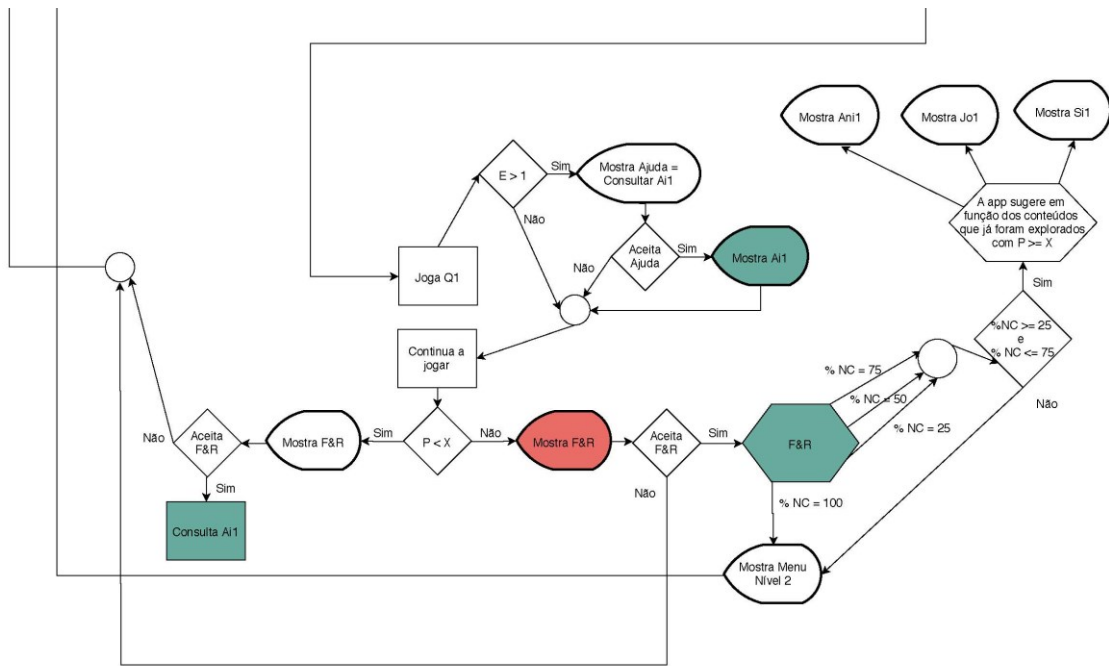 Mostra Ani1
Mostra Jo1
Mostra Si1
E > 1
Sim
Mostra Ajuda =
Consultar Ai1
Não
A app sugere em
função dos conteúdos
que já foram explorados
com P >= X
Joga Q1
Aceita
Ajuda
Sim
Mostra Ai1
Não
Sim
Continua a
jogar
%NC >= 25
e
% NC <= 75
% NC = 75
% NC = 50
% NC = 25
Não
Não
Aceita
F&R
Mostra F&R
Sim
P < X
Não
Mostra F&R
Aceita
F&R
Sim
F&R
Sim
Não
Consulta Ai1
% NC = 100
Mostra Menu
Nível 2